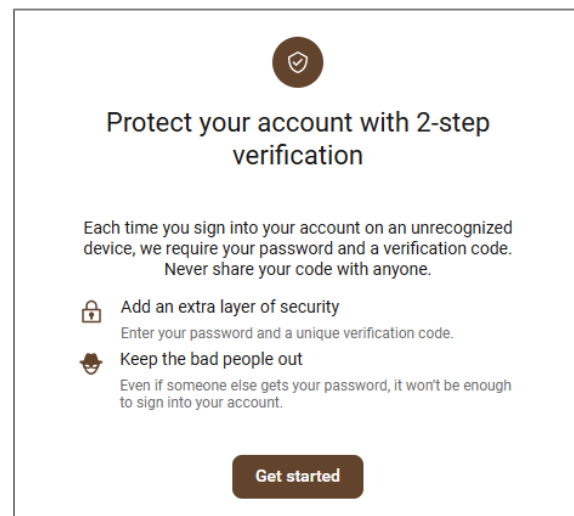 Protect your account with 2-step
verification
Each time you sign into your account on an unrecognized
device, we require your password and a verification code.
Never share your code with anyone.
Add an extra layer of security
Enter your password and a unique verification code.
Keep the bad people out
Even if someone else gets your password, it won't be enough
to sign into your account.
Get started